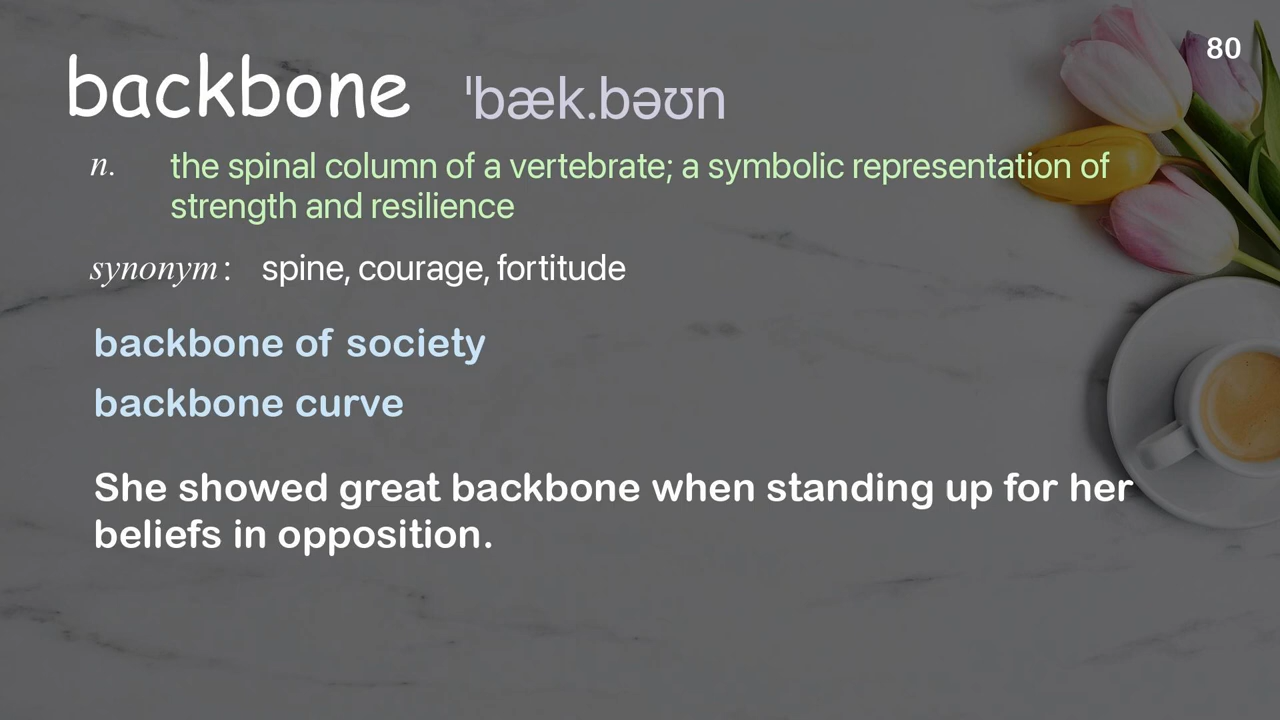 80
backbone ˈbæk.bəʊn
n. the spinal column of a vertebrate; a symbolic representation of
strength and resilience
synonym: spine, courage, fortitude
backbone of society
backbone curve
She showed great backbone when standing up for her
beliefs in opposition.